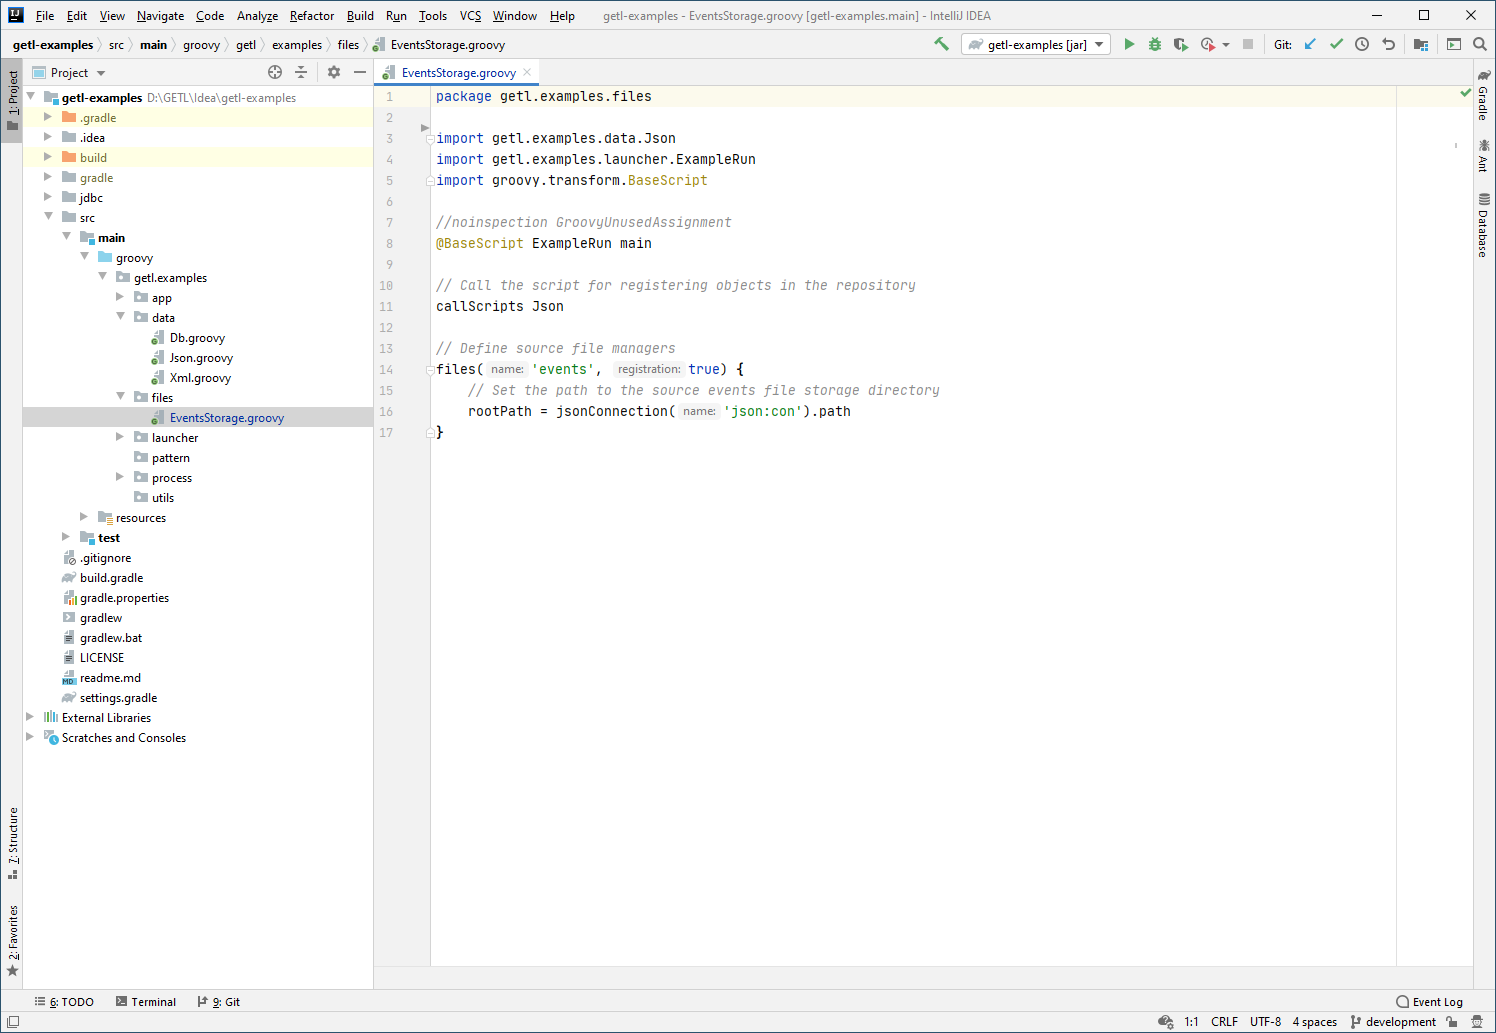 File Edit View Navigate Code Analyze Refactor Build Run Tools VCS Window Help getl-examples - EventsStorage.groovy [getl-examples.main] - IntelliJ IDEA
getl-examples src main groovy getl examples files EventsStorage.groovy getl-examples [jar] Git:
1: Project
Project
EventsStorage.groovy
getl-examples D:\GETL\Idea\getl-examples
.gradle
.idea
build
gradle
jdbc
src
main
groovy
getl.examples
app
data
Db.groovy
Json.groovy
Xml.groovy
files
EventsStorage.groovy
launcher
pattern
process
utils
resources
test
.gitignore
build.gradle
gradle.properties
gradlew
gradlew.bat
LICENSE
readme.md
settings.gradle
External Libraries
Scratches and Consoles
1 package getl.examples.files
2
3 import getl.examples.data.Json
4 import getl.examples.launcher.ExampleRun
5 import groovy.transform.BaseScript
6
7 //noinspection GroovyUnusedAssignment
8 @BaseScript ExampleRun main
9
10 // Call the script for registering objects in the repository
11 callScripts Json
12
13 // Define source file managers
14 files( name: 'events', registration: true) {
15 // Set the path to the source events file storage directory
16 rootPath = jsonConnection( name: 'json:con').path
17 }
Gradle
Ant
Database
7: Structure
2: Favorites
6: TODO Terminal 9: Git Event Log
1:1 CRLF UTF-8 4 spaces development